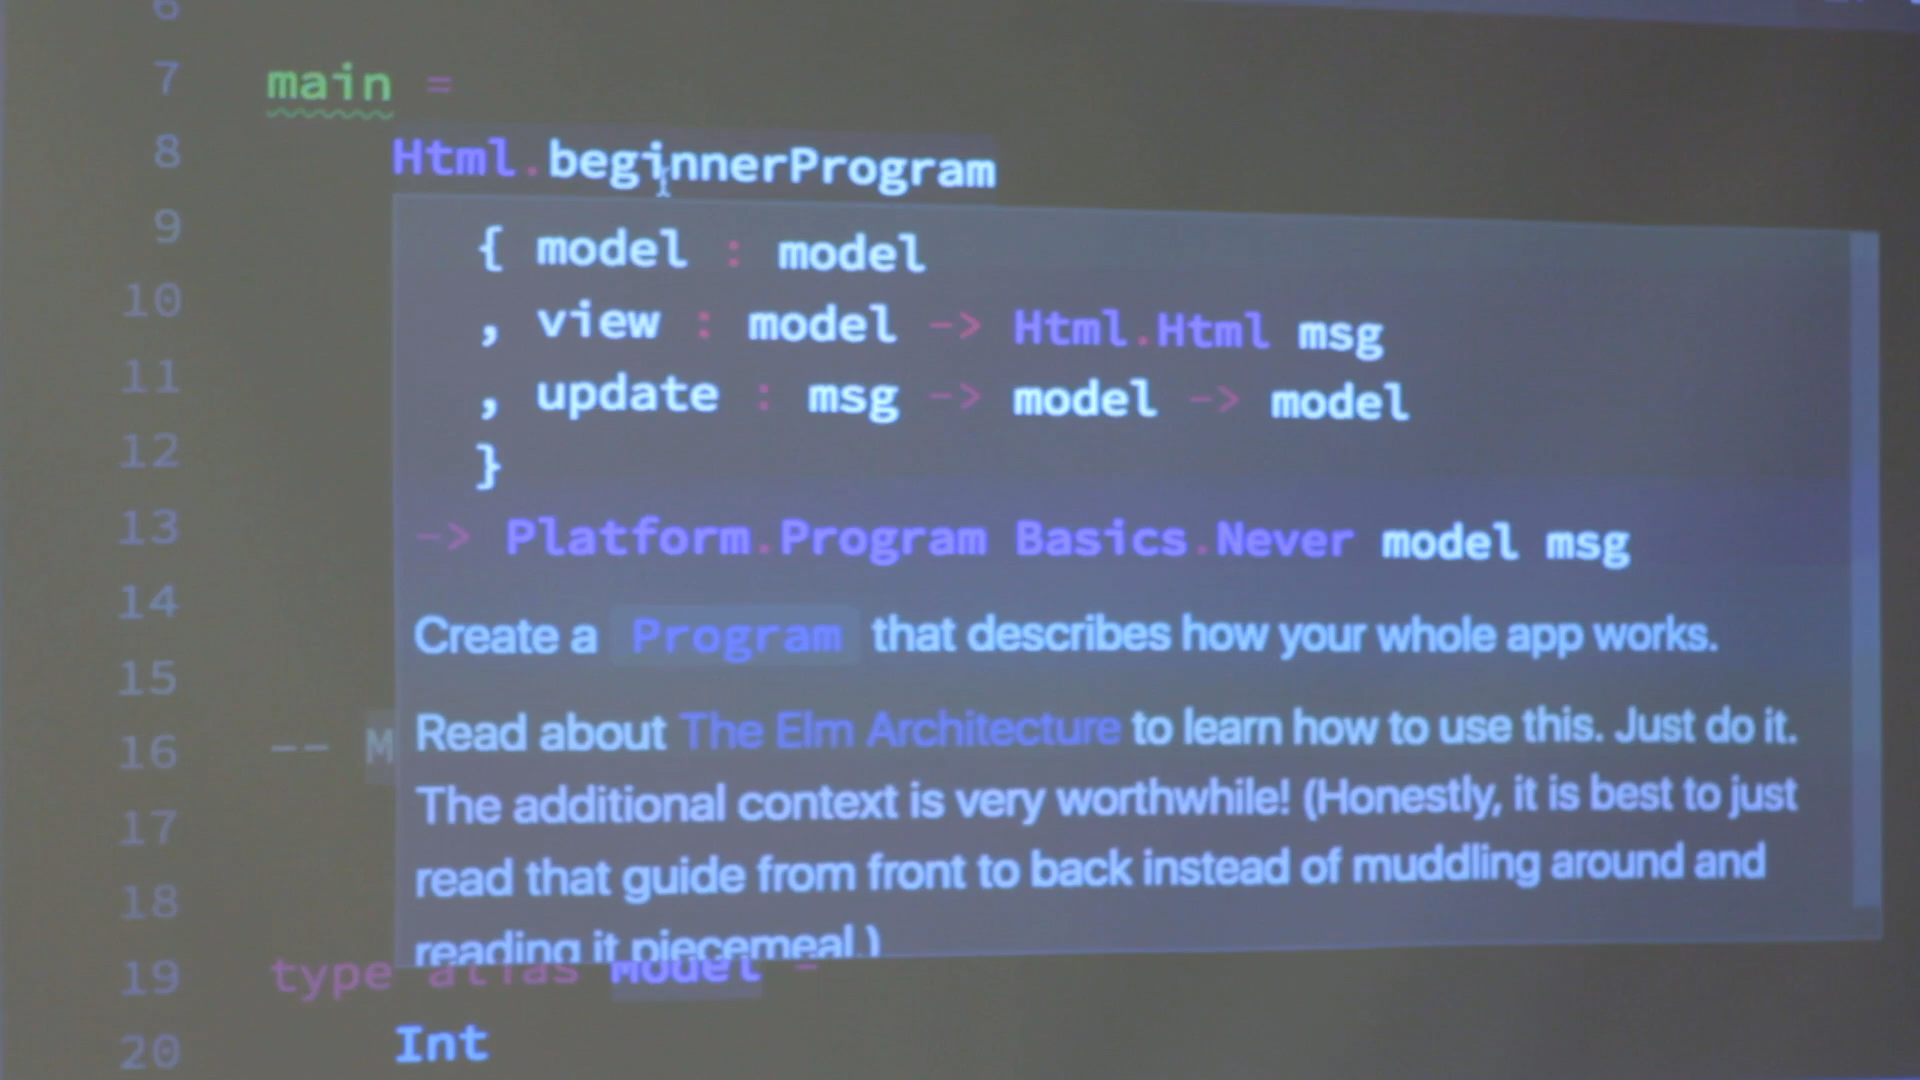 6
7 main =
8 Html.beginnerProgram
9 { model : model
10 , view : model -> Html.Html msg
11 , update : msg -> model -> model
12 }
13 -> Platform.Program Basics.Never model msg
14 Create a Program that describes how your whole app works.
15
16 -- M Read about The Elm Architecture to learn how to use this. Just do it.
17 The additional context is very worthwhile! (Honestly, it is best to just
18 read that guide from front to back instead of muddling around and
reading it piecemeal.)
19 type alias Model =
20 Int